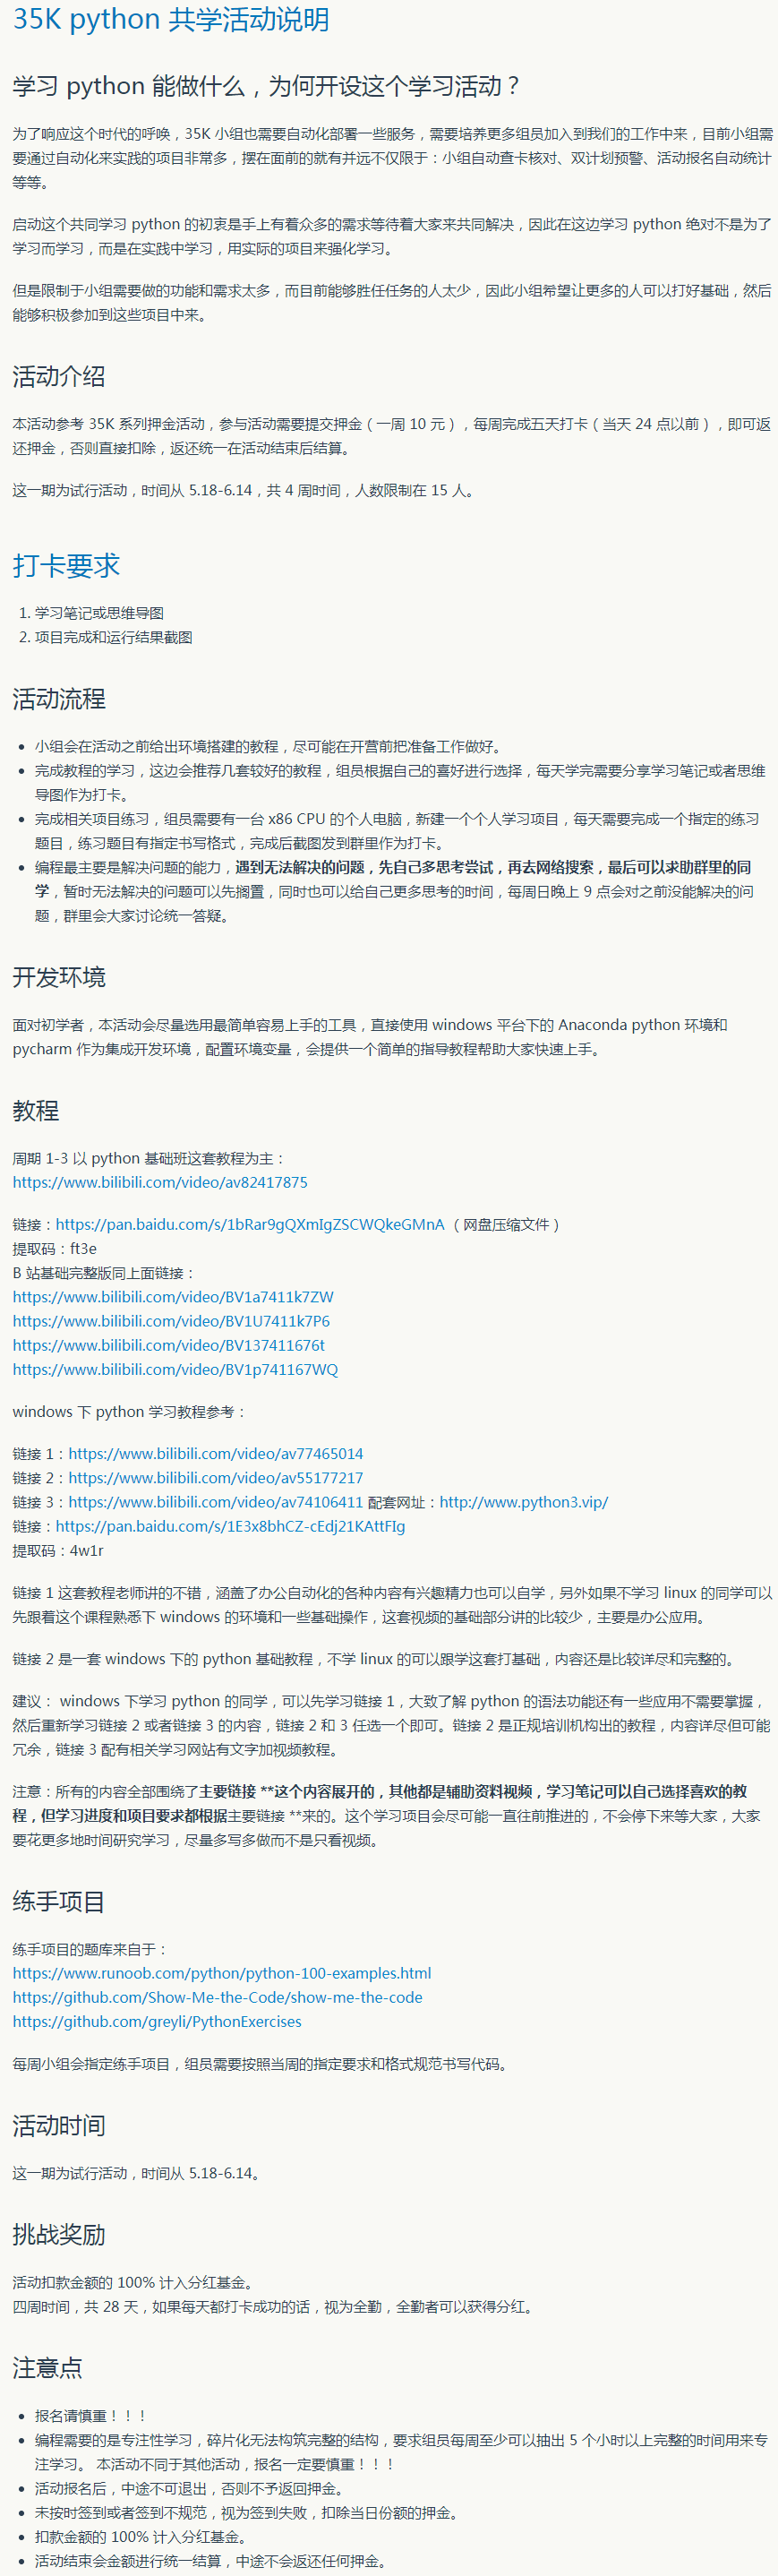 35K python 共学活动说明
学习 python 能做什么，为何开设这个学习活动？
为了响应这个时代的呼唤，35K 小组也需要自动化部署一些服务，需要培养更多组员加入到我们的工作中来，目前小组需
要通过自动化来实践的项目非常多，摆在面前的就有并远不仅限于：小组自动查卡核对、双计划预警、活动报名自动统计
等等。
启动这个共同学习 python 的初衷是手上有着众多的需求等待着大家来共同解决，因此在这边学习 python 绝对不是为了
学习而学习，而是在实践中学习，用实际的项目来强化学习。
但是限制于小组需要做的功能和需求太多，而目前能够胜任任务的人太少，因此小组希望让更多的人可以打好基础，然后
能够积极参加到这些项目中来。
活动介绍
本活动参考 35K 系列押金活动，参与活动需要提交押金（一周 10 元），每周完成五天打卡（当天 24 点以前），即可返
还押金，否则直接扣除，返还统一在活动结束后结算。
这一期为试行活动，时间从 5.18-6.14，共 4 周时间，人数限制在 15 人。
打卡要求
1. 学习笔记或思维导图
2. 项目完成和运行结果截图
活动流程
• 小组会在活动之前给出环境搭建的教程，尽可能在开营前把准备工作做好。
• 完成教程的学习，这边会推荐几套较好的教程，组员根据自己的喜好进行选择，每天学完需要分享学习笔记或者思维
导图作为打卡。
• 完成相关项目练习，组员需要有一台 x86 CPU 的个人电脑，新建一个个人学习项目，每天需要完成一个指定的练习
题目，练习题目有指定书写格式，完成后截图发到群里作为打卡。
• 编程最主要是解决问题的能力，遇到无法解决的问题，先自己多思考尝试，再去网络搜索，最后可以求助群里的同
学，暂时无法解决的问题可以先搁置，同时也可以给自己更多思考的时间，每周日晚上 9 点会对之前没能解决的问
题，群里会大家讨论统一答疑。
开发环境
面对初学者，本活动会尽量选用最简单容易上手的工具，直接使用 windows 平台下的 Anaconda python 环境和
pycharm 作为集成开发环境，配置环境变量，会提供一个简单的指导教程帮助大家快速上手。
教程
周期 1-3 以 python 基础班这套教程为主：
https://www.bilibili.com/video/av82417875
链接：https://pan.baidu.com/s/1bRar9gQXmIgZSCWQkeGMnA （网盘压缩文件）
提取码：ft3e
B 站基础完整版同上面链接：
https://www.bilibili.com/video/BV1a7411k7ZW
https://www.bilibili.com/video/BV1U7411k7P6
https://www.bilibili.com/video/BV137411676t
https://www.bilibili.com/video/BV1p741167WQ
windows 下 python 学习教程参考：
链接 1：https://www.bilibili.com/video/av77465014
链接 2：https://www.bilibili.com/video/av55177217
链接 3：https://www.bilibili.com/video/av74106411 配套网址：http://www.python3.vip/
链接：https://pan.baidu.com/s/1E3x8bhCZ-cEdj21KAttFIg
提取码：4w1r
链接 1 这套教程老师讲的不错，涵盖了办公自动化的各种内容有兴趣精力也可以自学，另外如果不学习 linux 的同学可以
先跟着这个课程熟悉下 windows 的环境和一些基础操作，这套视频的基础部分讲的比较少，主要是办公应用。
链接 2 是一套 windows 下的 python 基础教程，不学 linux 的可以跟学这套打基础，内容还是比较详尽和完整的。
建议： windows 下学习 python 的同学，可以先学习链接 1，大致了解 python 的语法功能还有一些应用不需要掌握，
然后重新学习链接 2 或者链接 3 的内容，链接 2 和 3 任选一个即可。链接 2 是正规培训机构出的教程，内容详尽但可能
冗余，链接 3 配有相关学习网站有文字加视频教程。
注意：所有的内容全部围绕了主要链接 **这个内容展开的，其他都是辅助资料视频，学习笔记可以自己选择喜欢的教
程，但学习进度和项目要求都根据主要链接 **来的。这个学习项目会尽可能一直往前推进的，不会停下来等大家，大家
要花更多地时间研究学习，尽量多写多做而不是只看视频。
练手项目
练手项目的题库来自于：
https://www.runoob.com/python/python-100-examples.html
https://github.com/Show-Me-the-Code/show-me-the-code
https://github.com/greyli/PythonExercises
每周小组会指定练手项目，组员需要按照当周的指定要求和格式规范书写代码。
活动时间
这一期为试行活动，时间从 5.18-6.14。
挑战奖励
活动扣款金额的 100% 计入分红基金。
四周时间，共 28 天，如果每天都打卡成功的话，视为全勤，全勤者可以获得分红。
注意点
• 报名请慎重！！！
• 编程需要的是专注性学习，碎片化无法构筑完整的结构，要求组员每周至少可以抽出 5 个小时以上完整的时间用来专
注学习。 本活动不同于其他活动，报名一定要慎重！！！
• 活动报名后，中途不可退出，否则不予返回押金。
• 未按时签到或者签到不规范，视为签到失败，扣除当日份额的押金。
• 扣款金额的 100% 计入分红基金。
• 活动结束会金额进行统一结算，中途不会返还任何押金。